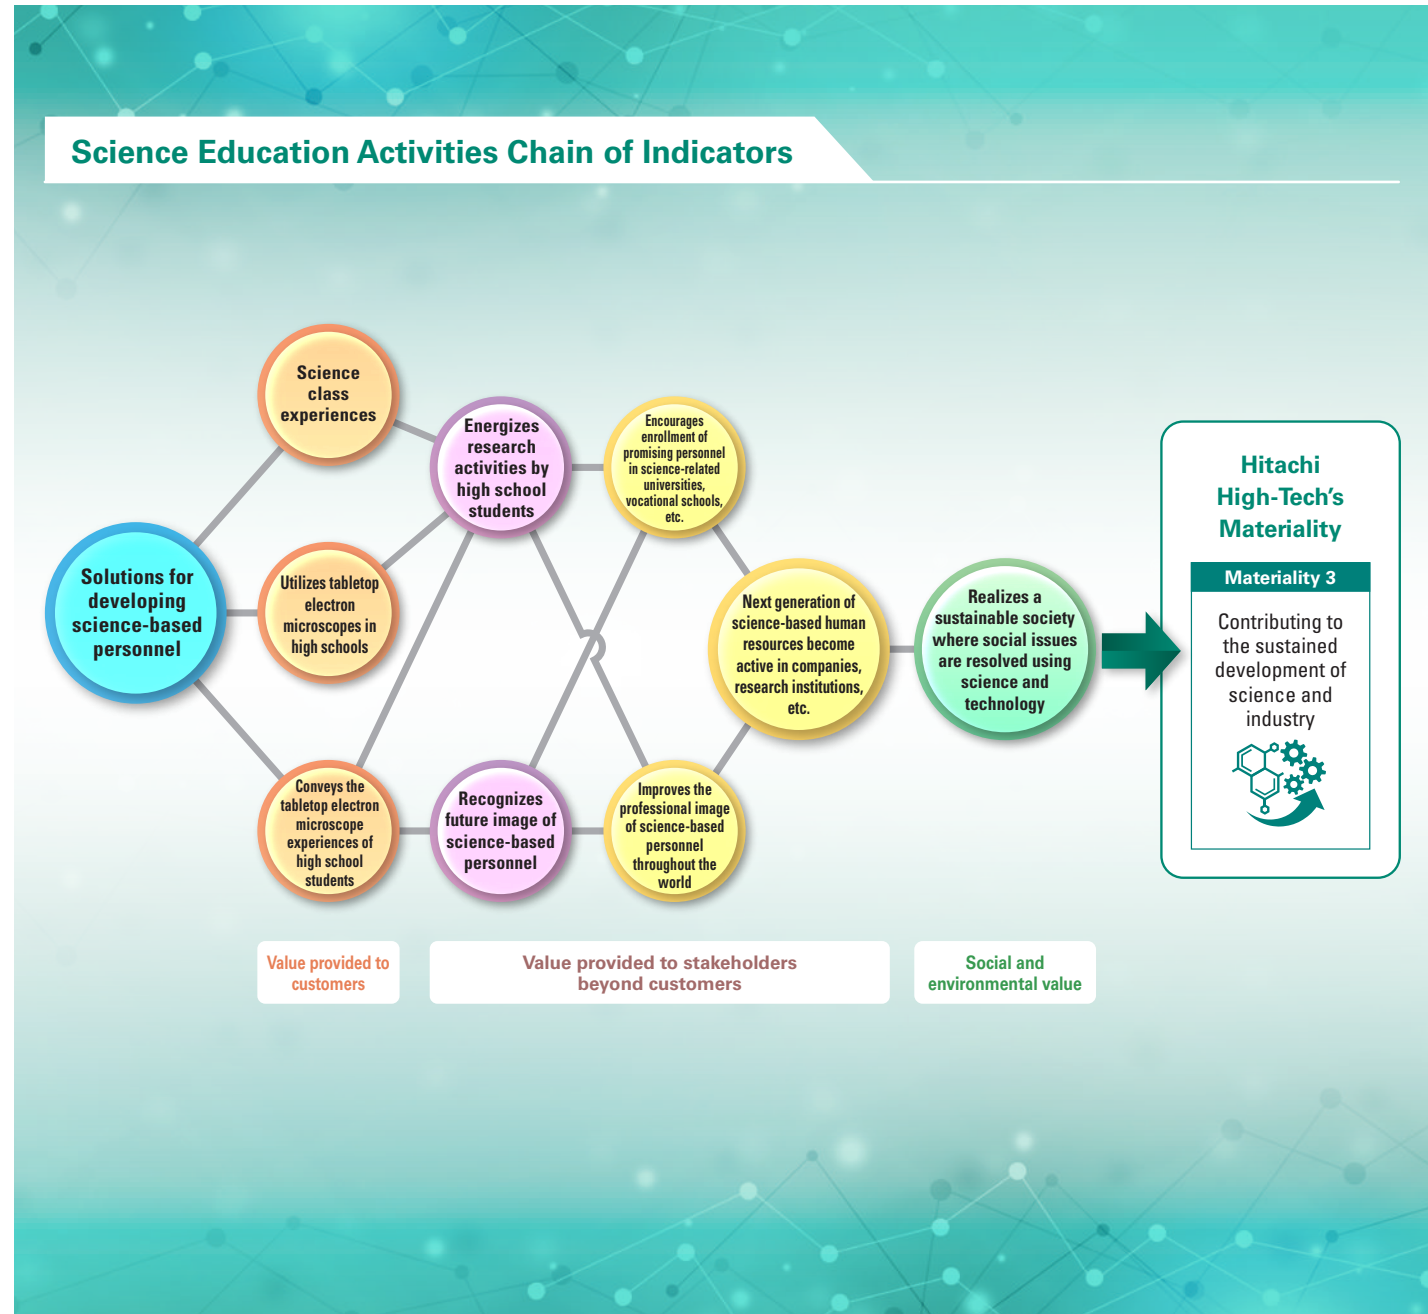 Science Education Activities Chain of Indicators
Solutions for
developing
science-based
personnel
Science
class
experiences
Utilizes tabletop
electron
microscopes in
high schools
Conveys the
tabletop electron
microscope
experiences of
high school
students
Energizes
research
activities by
high school
students
Recognizes
future image of
science-based
personnel
Encourages
enrollment of
promising personnel
in science-related
universities,
vocational schools,
etc.
Improves the
professional image
of science-based
personnel
throughout the
world
Next generation of
science-based human
resources become
active in companies,
research institutions,
etc.
Realizes a
sustainable society
where social issues
are resolved using
science and
technology
Hitachi
High-Tech’s
Materiality
Materiality 3
Contributing to
the sustained
development of
science and
industry
Value provided to
customers
Value provided to stakeholders
beyond customers
Social and
environmental value